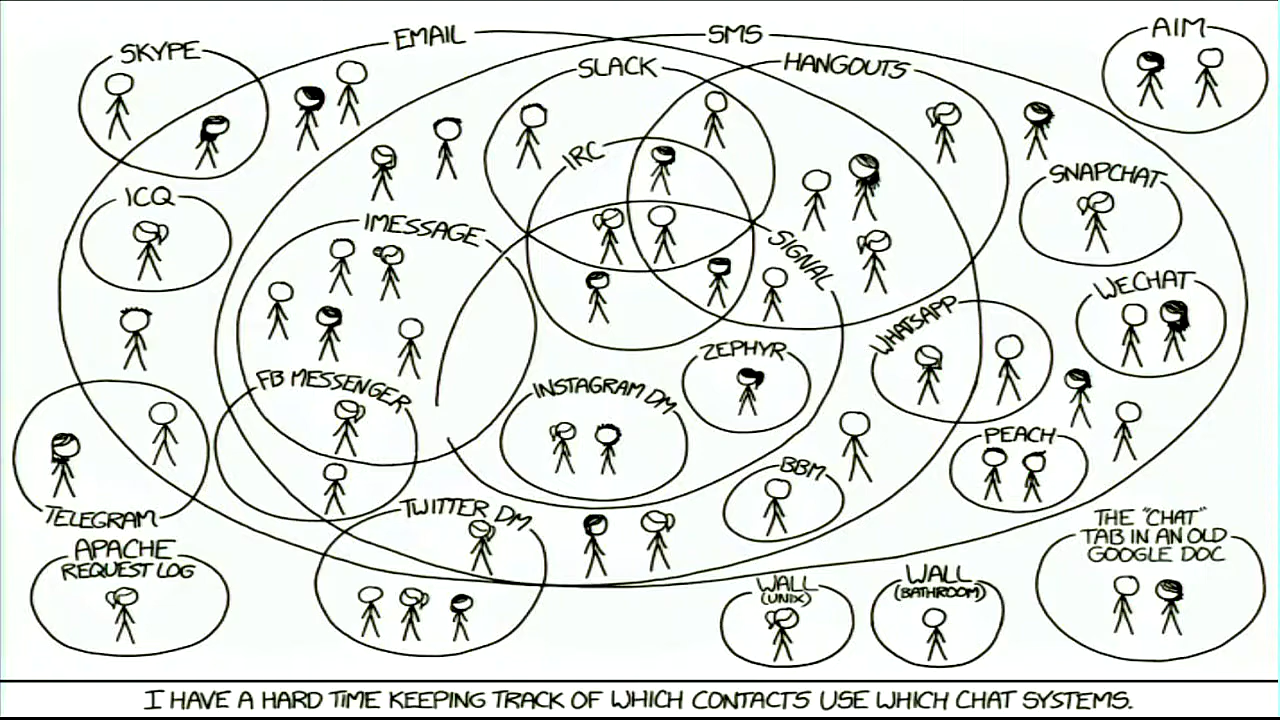 EMAIL
SMS
AIM
SKYPE
SLACK
HANGOUTS
IRC
SNAPCHAT
ICQ
IMESSAGE
SIGNAL
WECHAT
WHATSAPP
ZEPHYR
FB MESSENGER
INSTAGRAM DM
PEACH
BBM
TELEGRAM
TWITTER DM
THE "CHAT"
TAB IN AN OLD
GOOGLE DOC
APACHE
REQUEST LOG
WALL
(UNIX)
WALL
(BATHROOM)
I HAVE A HARD TIME KEEPING TRACK OF WHICH CONTACTS USE WHICH CHAT SYSTEMS.